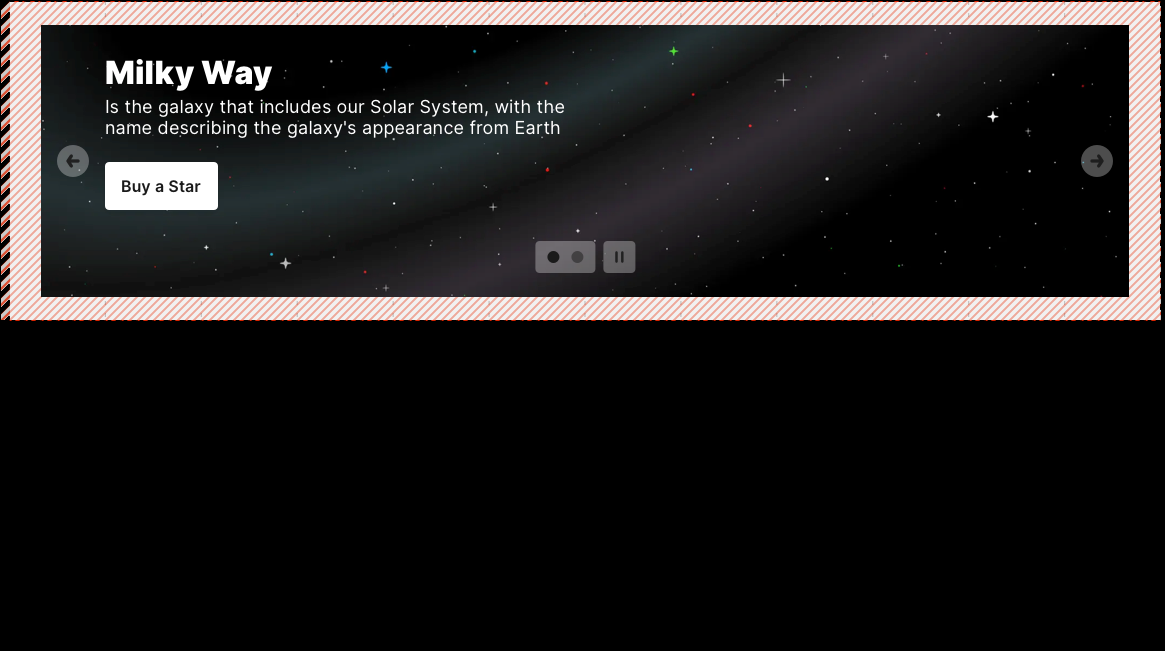 Milky Way
Is the galaxy that includes our Solar System, with the
name describing the galaxy's appearance from Earth
Buy a Star